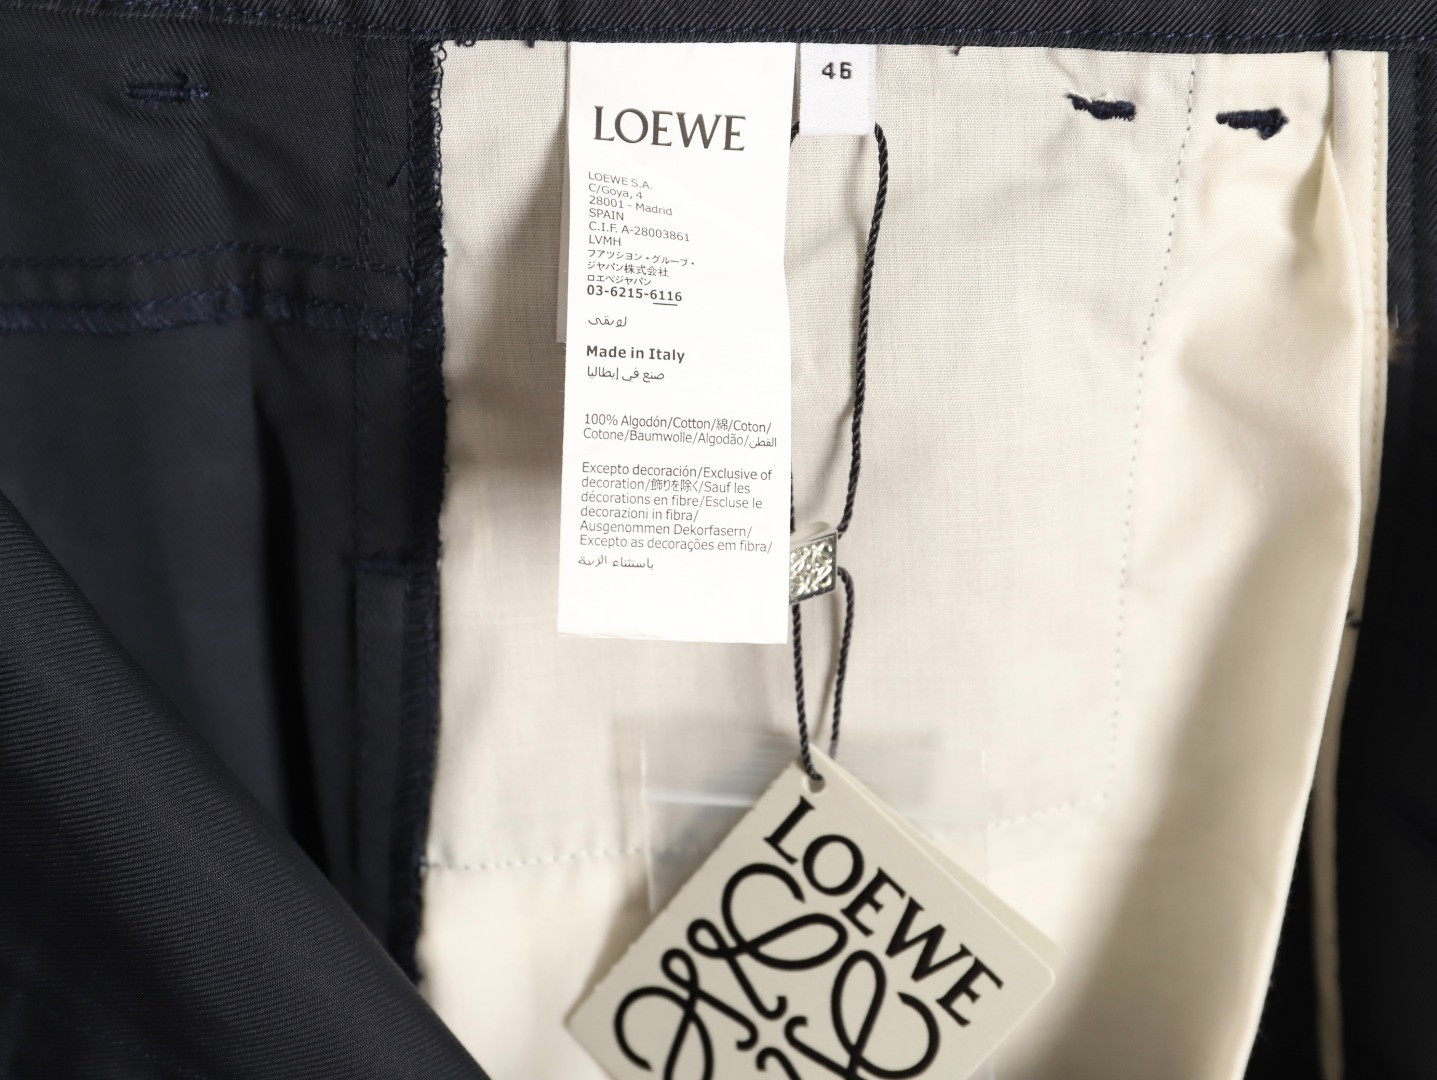 46
LOEWE
LOEWE S.A.
C/Goya, 4
28001 - Madrid
SPAIN
C.I.F. A-28003861
LVMH
ファツション・グループ・
ジャパン株式会社
ロエベジャパン
03-6215-6116
Made in Italy
صنع في إيطاليا
100% Algodón/Cotton/綿/Coton/
Cotone/Baumwolle/Algodão/القطن
Excepto decoración/Exclusive of
decoration/飾りを除く/Sauf les
décorations en fibre/Escluse le
decorazioni in fibra/
Ausgenommen Dekorfasern/
Excepto as decorações em fibra/
باستثناء
LOEWE